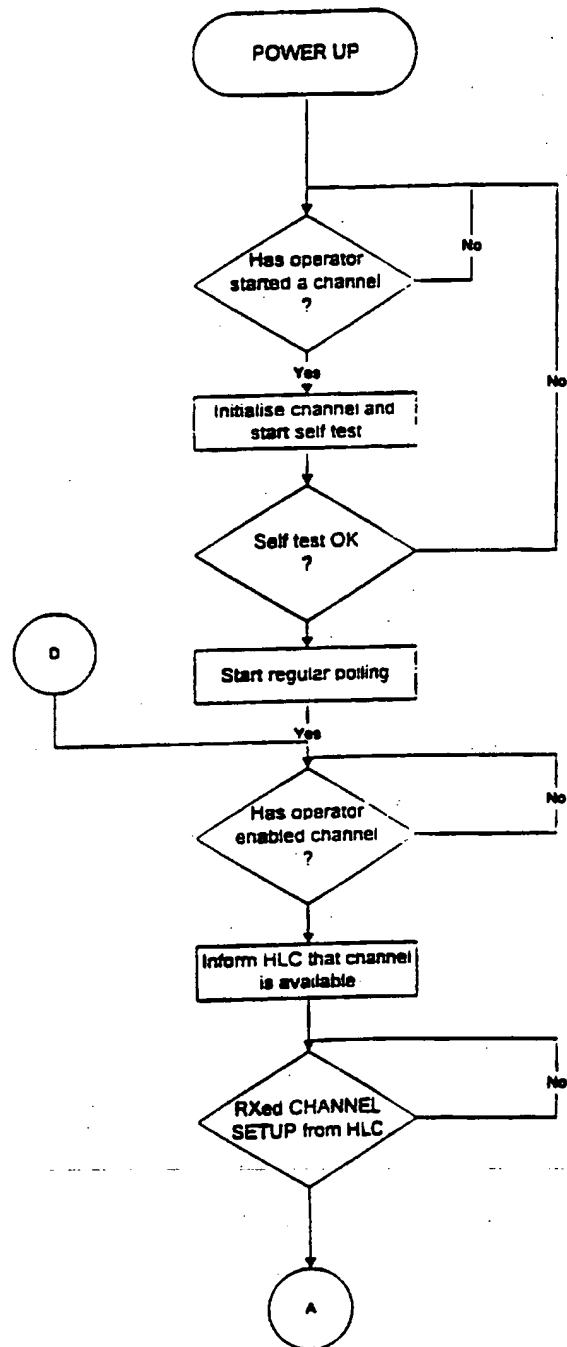 POWER UP
Has operator
started a channel
?
No
Yes
Initialise channel and
start self test
No
Self test OK
?
D
Start regular polling
Yes
Has operator
enabled channel
?
No
Inform HLC that channel
is available
RXed CHANNEL
SETUP from HLC
No
A